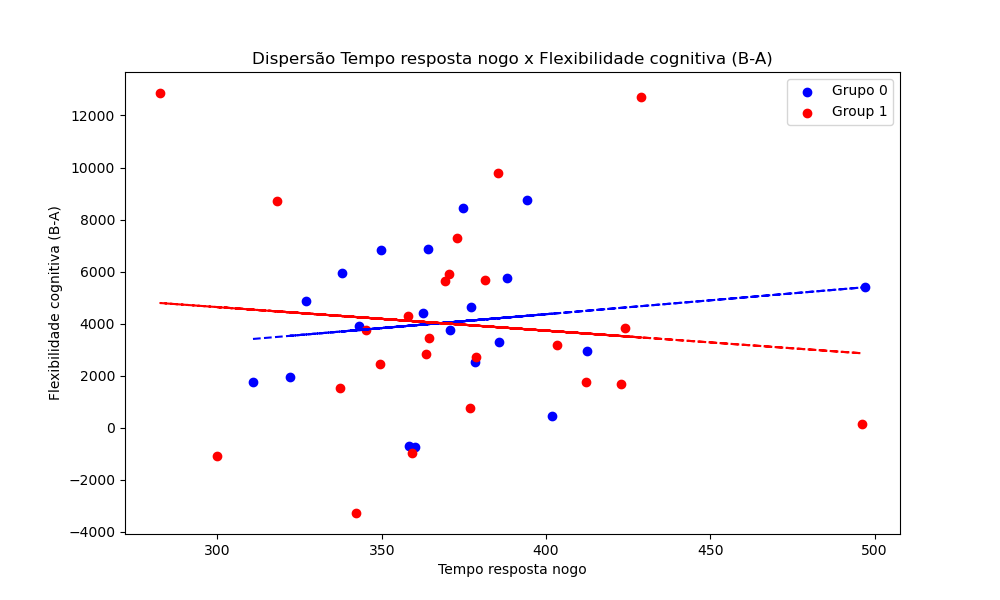 Dispersão Tempo resposta nogo x Flexibilidade cognitiva (B-A)
Grupo 0
Group 1
Flexibilidade cognitiva (B-A)
12000
10000
8000
6000
4000
2000
0
−2000
−4000
300 350 400 450 500
Tempo resposta nogo